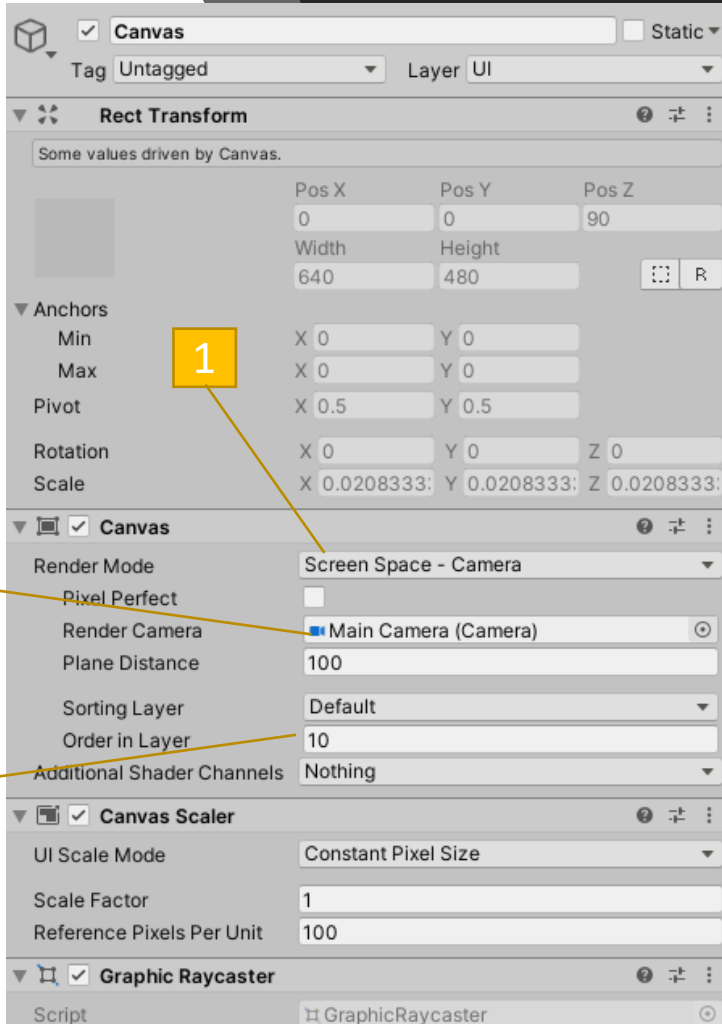 Canvas Static
Tag Untagged Layer UI
Rect Transform
Some values driven by Canvas.
Pos X Pos Y Pos Z
0 0 90
Width Height
640 480 R
Anchors
Min X 0 Y 0
1
Max X 0 Y 0
Pivot X 0.5 Y 0.5
Rotation X 0 Y 0 Z 0
Scale X 0.0208333: Y 0.0208333: Z 0.0208333:
Canvas
Render Mode Screen Space - Camera
Pixel Perfect
Render Camera Main Camera (Camera)
Plane Distance 100
Sorting Layer Default
Order in Layer 10
Additional Shader Channels Nothing
Canvas Scaler
UI Scale Mode Constant Pixel Size
Scale Factor 1
Reference Pixels Per Unit 100
Graphic Raycaster
Script GraphicRaycaster